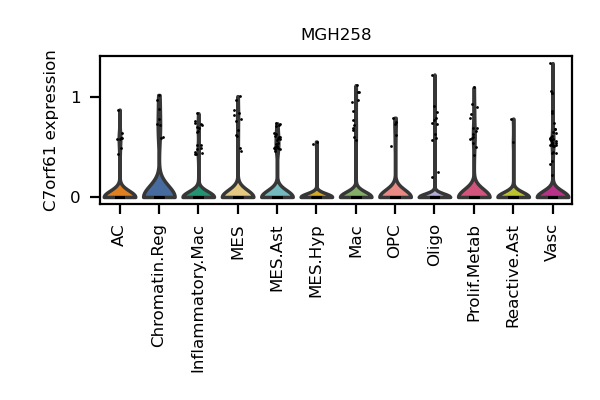 MGH258
C7orf61 expression
1
0
AC
Chromatin.Reg
Inflammatory.Mac
MES
MES.Ast
MES.Hyp
Mac
OPC
Oligo
Prolif.Metab
Reactive.Ast
Vasc